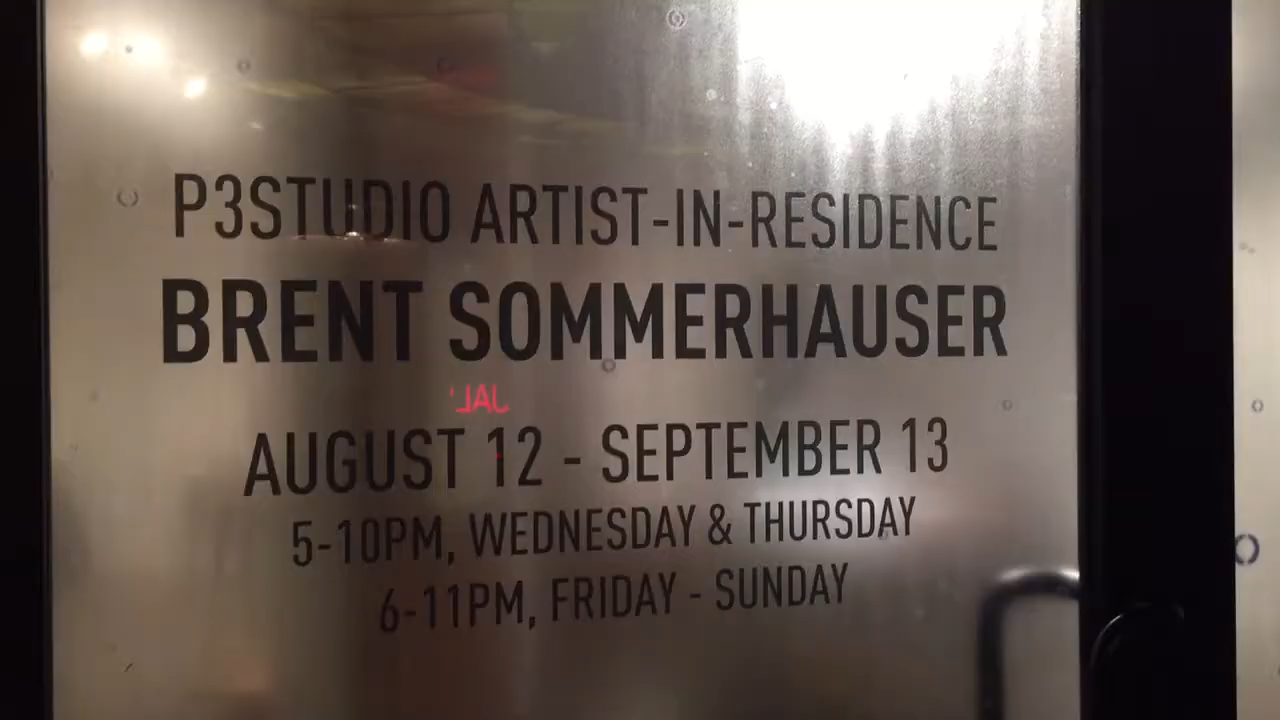 P3STUDIO ARTIST-IN-RESIDENCE
BRENT SOMMERHAUSER
AUGUST 12 - SEPTEMBER 13
5-10PM, WEDNESDAY & THURSDAY
6-11PM, FRIDAY - SUNDAY